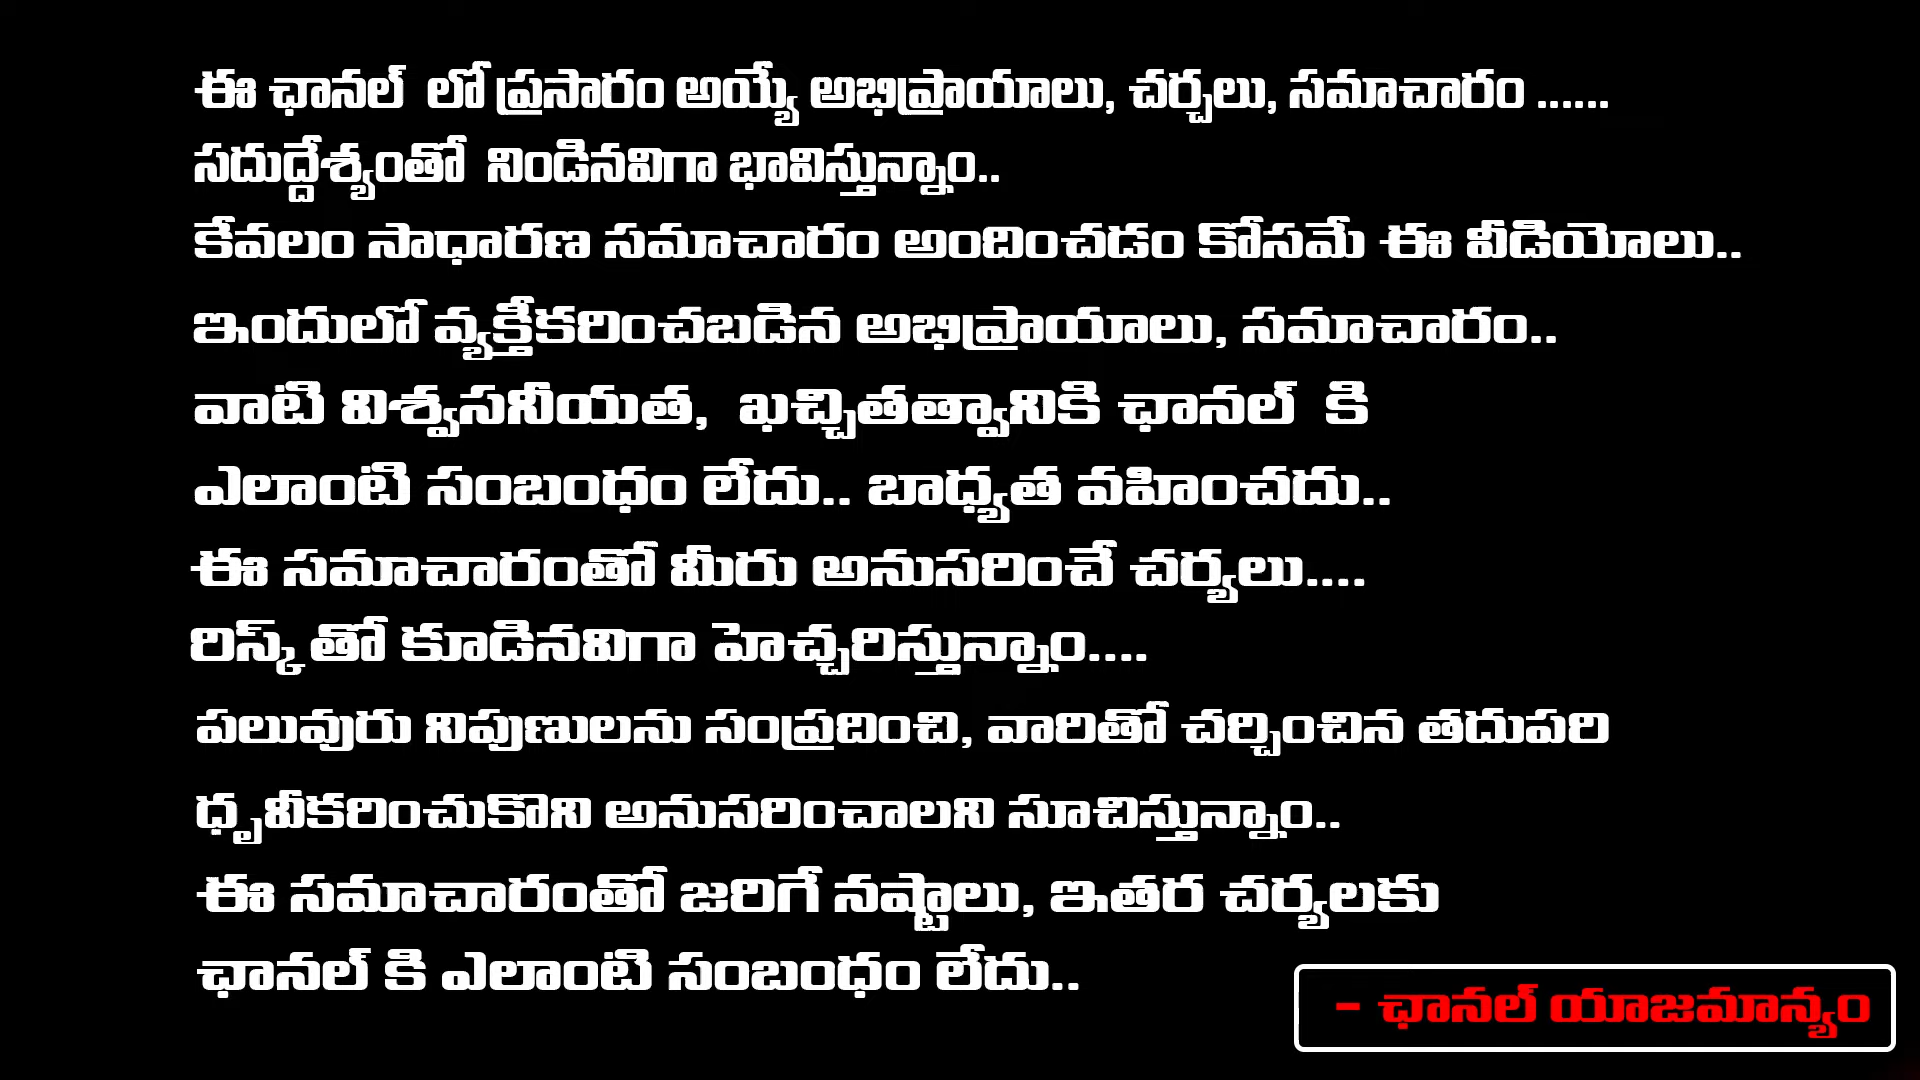 ఈ ఛానల్ లో ప్రసారం అయ్యే అభిప్రాయాలు, చర్చలు, సమాచారం ......
సదుద్దేశ్యంతో నిండినవిగా భావిస్తున్నాం..
కేవలం సాధారణ సమాచారం అందించడం కోసమే ఈ వీడియోలు..
ఇందులో వ్యక్తీకరించబడిన అభిప్రాయాలు, సమాచారం..
వాటి విశ్వసనీయత, ఖచ్చితత్వానికి ఛానల్ కి
ఎలాంటి సంబంధం లేదు.. బాధ్యత వహించదు..
ఈ సమాచారంతో మీరు అనుసరించే చర్యలు....
రిస్క్ తో కూడినవిగా హెచ్చరిస్తున్నాం....
పలువురు నిపుణులను సంప్రదించి, వారితో చర్చించిన తదుపరి
ధృవీకరించుకొని అనుసరించాలని సూచిస్తున్నాం..
ఈ సమాచారంతో జరిగే నష్టాలు, ఇతర చర్యలకు
ఛానల్ కి ఎలాంటి సంబంధం లేదు..
- ఛానల్ యాజమాన్యం